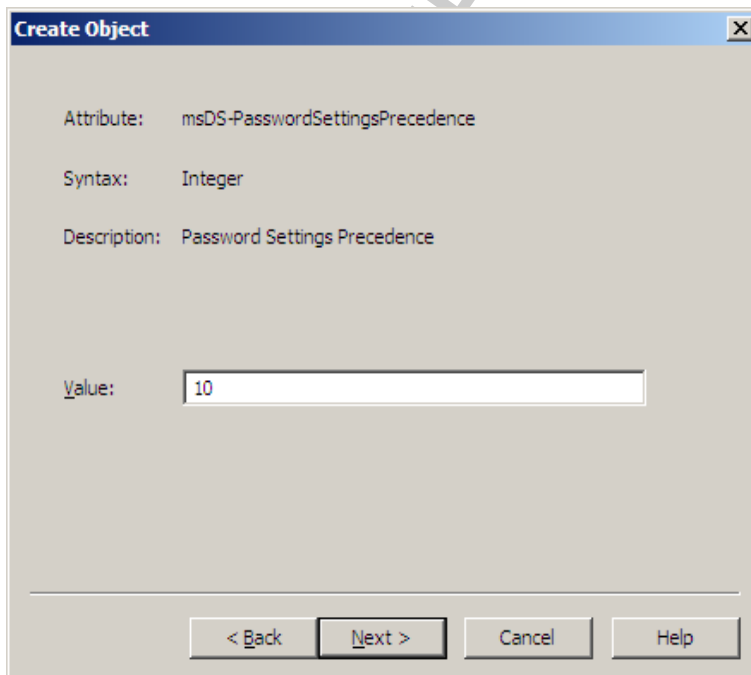 Create Object
Attribute: msDS-PasswordSettingsPrecedence
Syntax: Integer
Description: Password Settings Precedence
Value: 10
< Back Next > Cancel Help